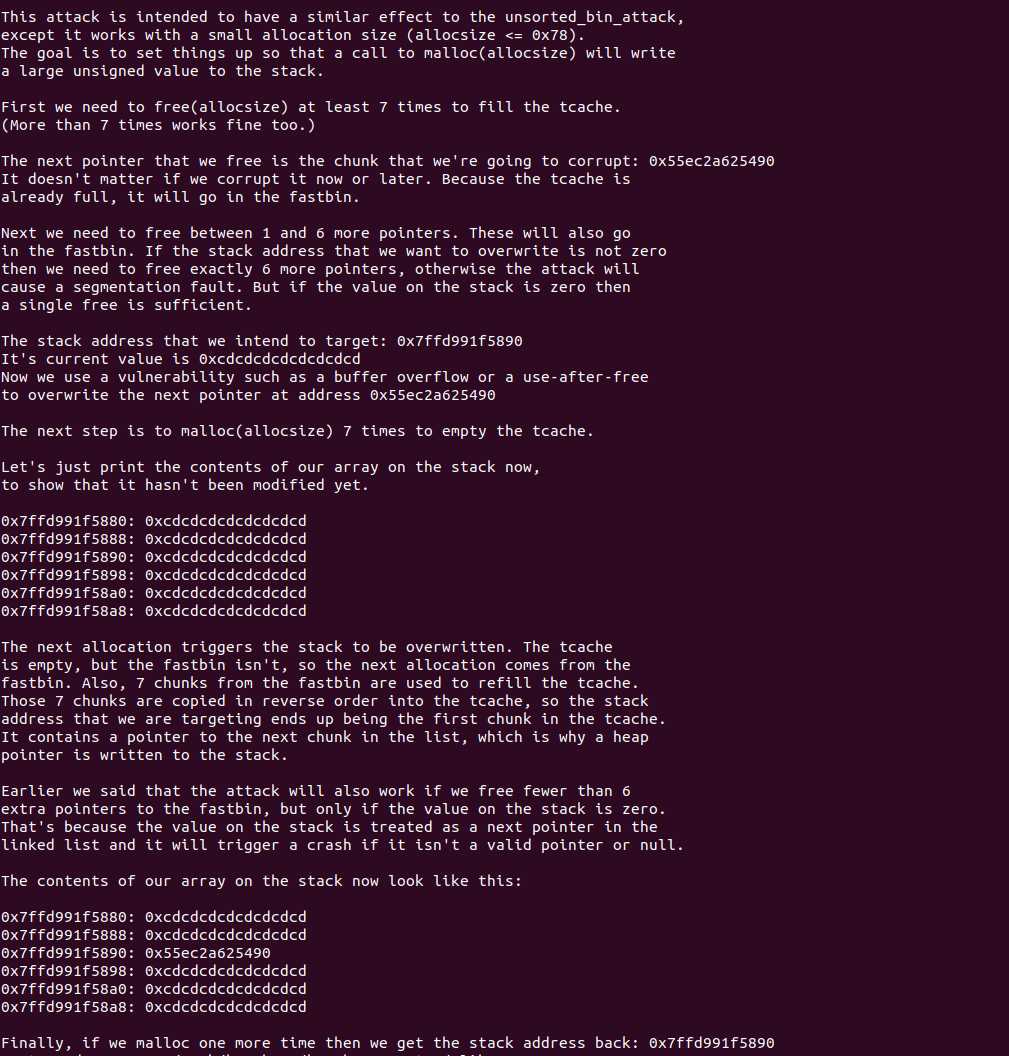 This attack is intended to have a similar effect to the unsorted_bin_attack,
except it works with a small allocation size (allocsize <= 0x78).
The goal is to set things up so that a call to malloc(allocsize) will write
a large unsigned value to the stack.
First we need to free(allocsize) at least 7 times to fill the tcache.
(More than 7 times works fine too.)
The next pointer that we free is the chunk that we're going to corrupt: 0x55ec2a625490
It doesn't matter if we corrupt it now or later. Because the tcache is
already full, it will go in the fastbin.
Next we need to free between 1 and 6 more pointers. These will also go
in the fastbin. If the stack address that we want to overwrite is not zero
then we need to free exactly 6 more pointers, otherwise the attack will
cause a segmentation fault. But if the value on the stack is zero then
a single free is sufficient.
The stack address that we intend to target: 0x7ffd991f5890
It's current value is 0xcdcdcdcdcdcdcdcd
Now we use a vulnerability such as a buffer overflow or a use-after-free
to overwrite the next pointer at address 0x55ec2a625490
The next step is to malloc(allocsize) 7 times to empty the tcache.
Let's just print the contents of our array on the stack now,
to show that it hasn't been modified yet.
0x7ffd991f5880: 0xcdcdcdcdcdcdcdcd
0x7ffd991f5888: 0xcdcdcdcdcdcdcdcd
0x7ffd991f5890: 0xcdcdcdcdcdcdcdcd
0x7ffd991f5898: 0xcdcdcdcdcdcdcdcd
0x7ffd991f58a0: 0xcdcdcdcdcdcdcdcd
0x7ffd991f58a8: 0xcdcdcdcdcdcdcdcd
The next allocation triggers the stack to be overwritten. The tcache
is empty, but the fastbin isn't, so the next allocation comes from the
fastbin. Also, 7 chunks from the fastbin are used to refill the tcache.
Those 7 chunks are copied in reverse order into the tcache, so the stack
address that we are targeting ends up being the first chunk in the tcache.
It contains a pointer to the next chunk in the list, which is why a heap
pointer is written to the stack.
Earlier we said that the attack will also work if we free fewer than 6
extra pointers to the fastbin, but only if the value on the stack is zero.
That's because the value on the stack is treated as a next pointer in the
linked list and it will trigger a crash if it isn't a valid pointer or null.
The contents of our array on the stack now look like this:
0x7ffd991f5880: 0xcdcdcdcdcdcdcdcd
0x7ffd991f5888: 0xcdcdcdcdcdcdcdcd
0x7ffd991f5890: 0x55ec2a625490
0x7ffd991f5898: 0xcdcdcdcdcdcdcdcd
0x7ffd991f58a0: 0xcdcdcdcdcdcdcdcd
0x7ffd991f58a8: 0xcdcdcdcdcdcdcdcd
Finally, if we malloc one more time then we get the stack address back: 0x7ffd991f5890